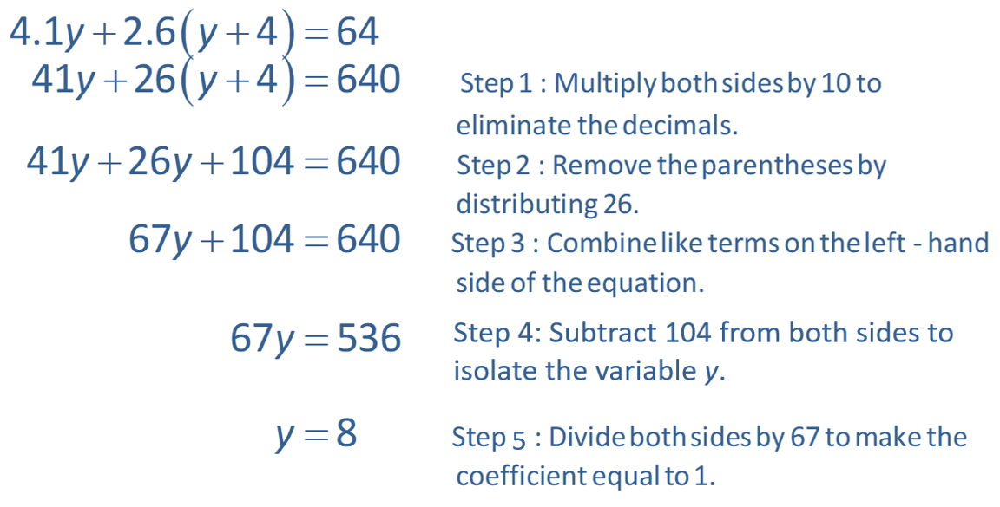 4.1y + 2.6(y + 4) = 64
41y + 26(y + 4) = 640 Step 1 : Multiply both sides by 10 to
eliminate the decimals.
41y + 26y + 104 = 640 Step 2 : Remove the parentheses by
distributing 26.
67y + 104 = 640 Step 3 : Combine like terms on the left - hand
side of the equation.
67y = 536 Step 4: Subtract 104 from both sides to
isolate the variable y.
y = 8 Step 5 : Divide both sides by 67 to make the
coefficient equal to 1.